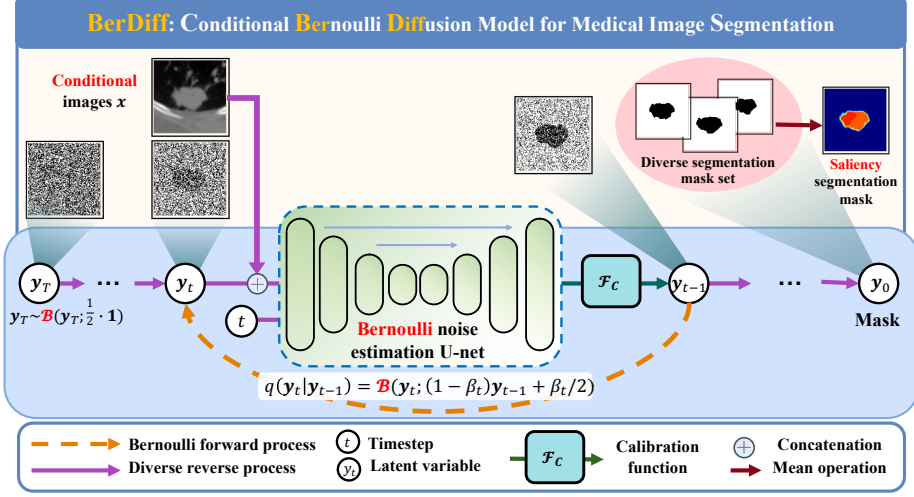 BerDiff: Conditional Bernoulli Diffusion Model for Medical Image Segmentation
Conditional
images x
Diverse segmentation
mask set
Saliency
segmentation
mask
y_T
...
y_t
+
t
Bernoulli noise
estimation U-net
ℱ_C
y_{t-1}
...
y_0
Mask
y_T~ℬ(y_T; 1/2 · 1)
q(y_t|y_{t-1}) = ℬ(y_t; (1 − β_t)y_{t-1} + β_t/2)
Bernoulli forward process
Diverse reverse process
t Timestep
y_t Latent variable
ℱ_C
Calibration
function
+ Concatenation
Mean operation